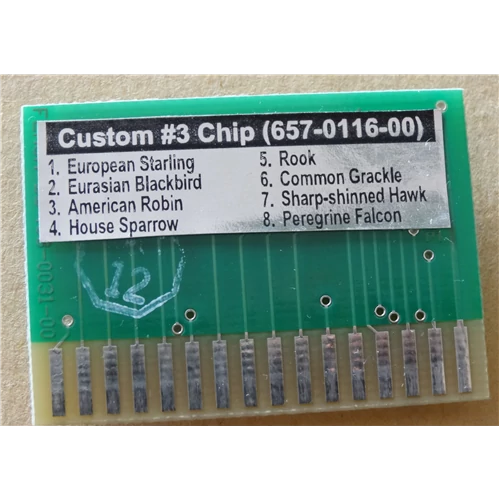 Custom #3 Chip (657-0116-00)
1. European Starling
2. Eurasian Blackbird
3. American Robin
4. House Sparrow
5. Rook
6. Common Grackle
7. Sharp-shinned Hawk
8. Peregrine Falcon
12